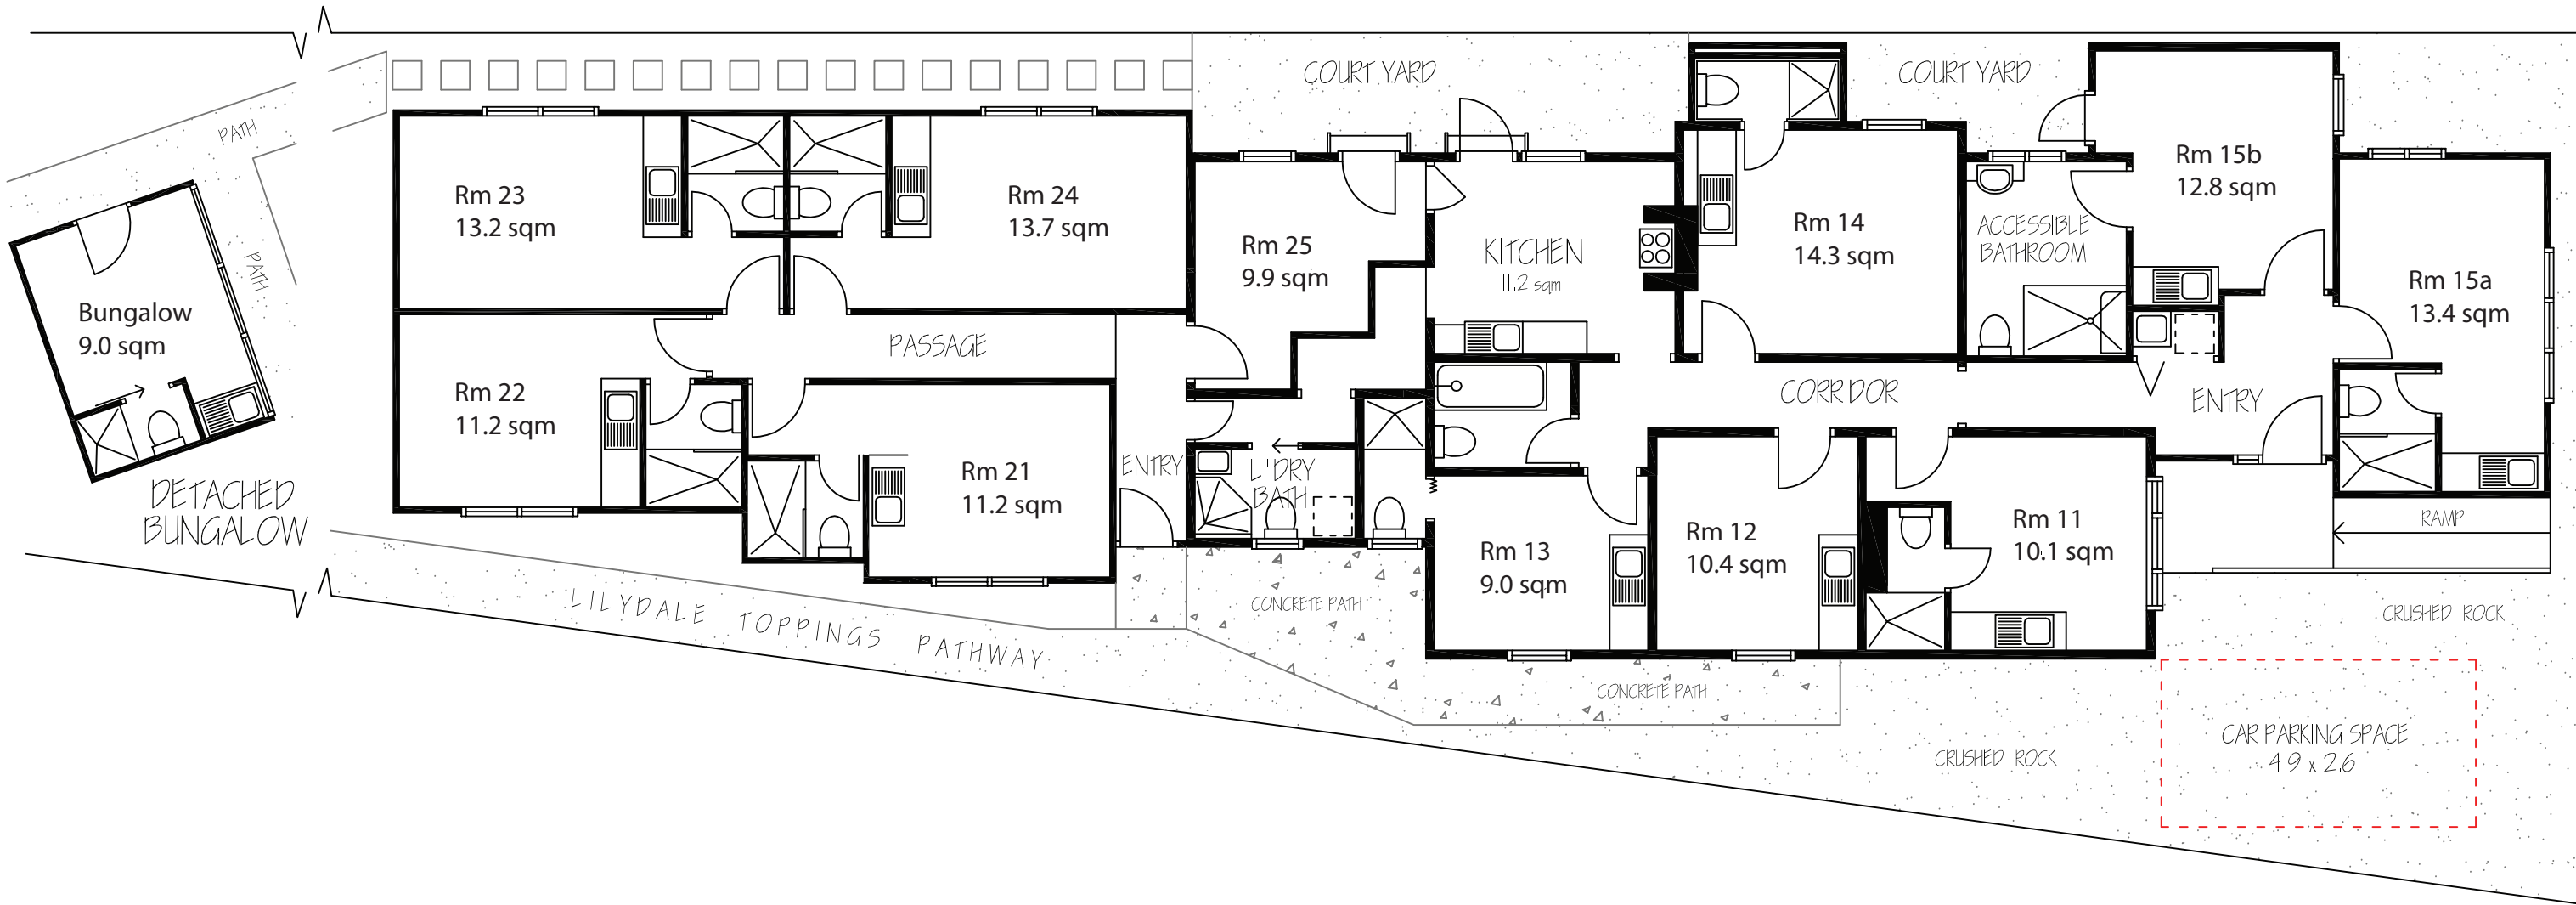 COURT YARD
COURT YARD
PATH
PATH
Rm 23
13.2 sqm
Rm 24
13.7 sqm
Rm 25
9.9 sqm
KITCHEN
11.2 sqm
Rm 14
14.3 sqm
ACCESSIBLE
BATHROOM
Rm 15b
12.8 sqm
Rm 15a
13.4 sqm
Bungalow
9.0 sqm
DETACHED
BUNGALOW
PASSAGE
Rm 22
11.2 sqm
Rm 21
11.2 sqm
ENTRY
L'DRY
BATH
CORRIDOR
ENTRY
Rm 13
9.0 sqm
Rm 12
10.4 sqm
Rm 11
10.1 sqm
RAMP
LILYDALE TOPPINGS PATHWAY
CONCRETE PATH
CONCRETE PATH
CRUSHED ROCK
CRUSHED ROCK
CAR PARKING SPACE
4.9 x 2.6